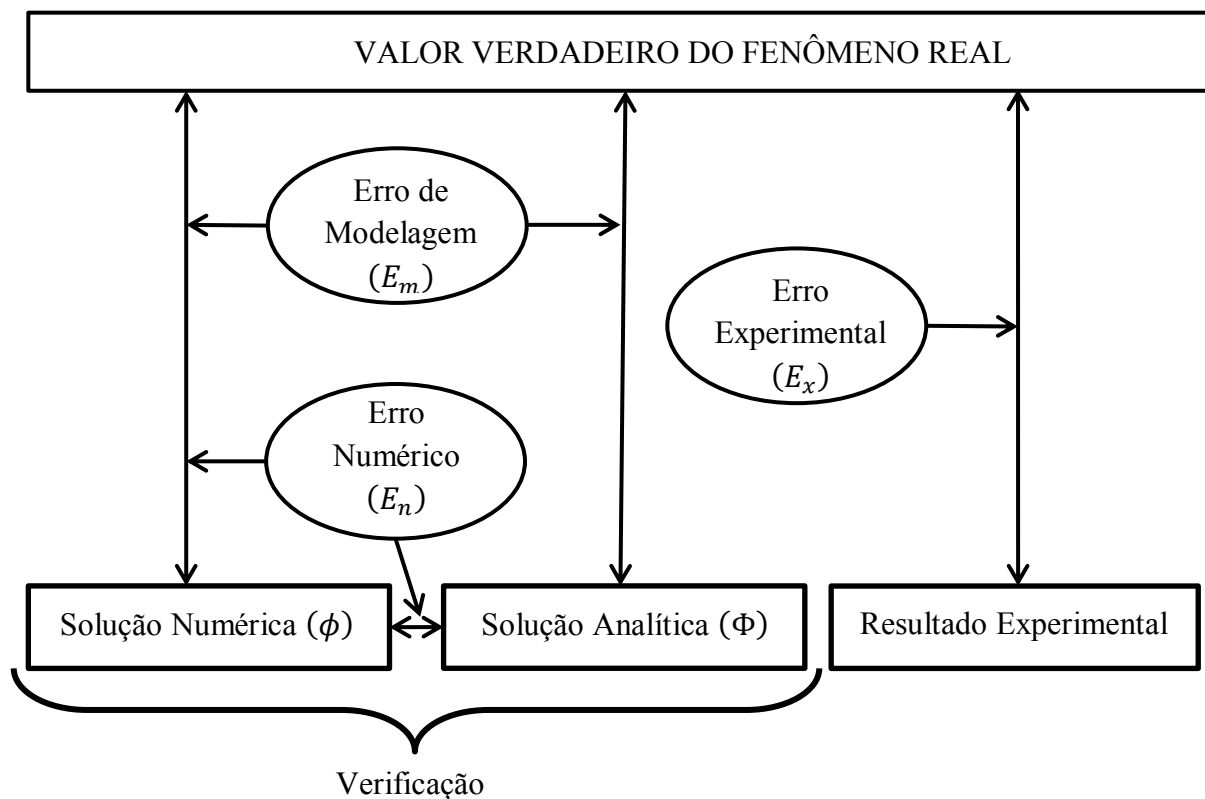 VALOR VERDADEIRO DO FENÔMENO REAL
Erro de
Modelagem
(E_m)
Erro
Experimental
(E_x)
Erro
Numérico
(E_n)
Solução Numérica (ϕ)
Solução Analítica (Φ)
Resultado Experimental
Verificação